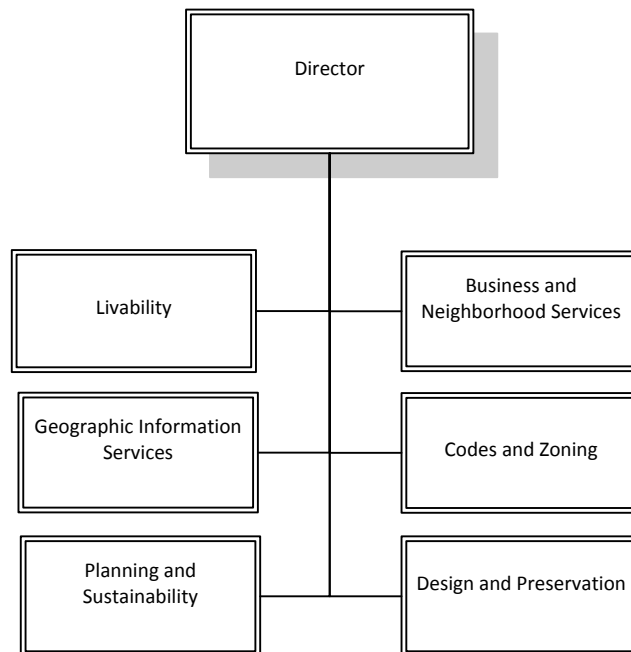 Director
Livability
Business and
Neighborhood Services
Geographic Information
Services
Codes and Zoning
Planning and
Sustainability
Design and Preservation